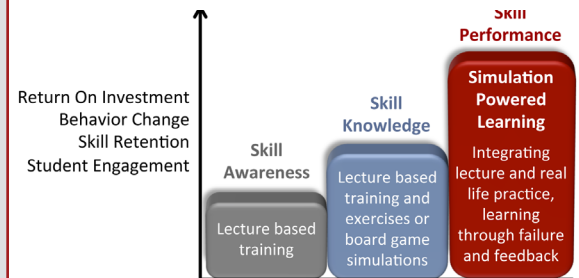 Skill
Performance
Simulation
Powered
Learning
Skill
Knowledge
Return On Investment
Behavior Change
Skill Retention
Student Engagement
Skill
Awareness
Integrating
lecture and real
life practice,
learning
through failure
and feedback
Lecture based
training and
exercises or
board game
simulations
Lecture based
training